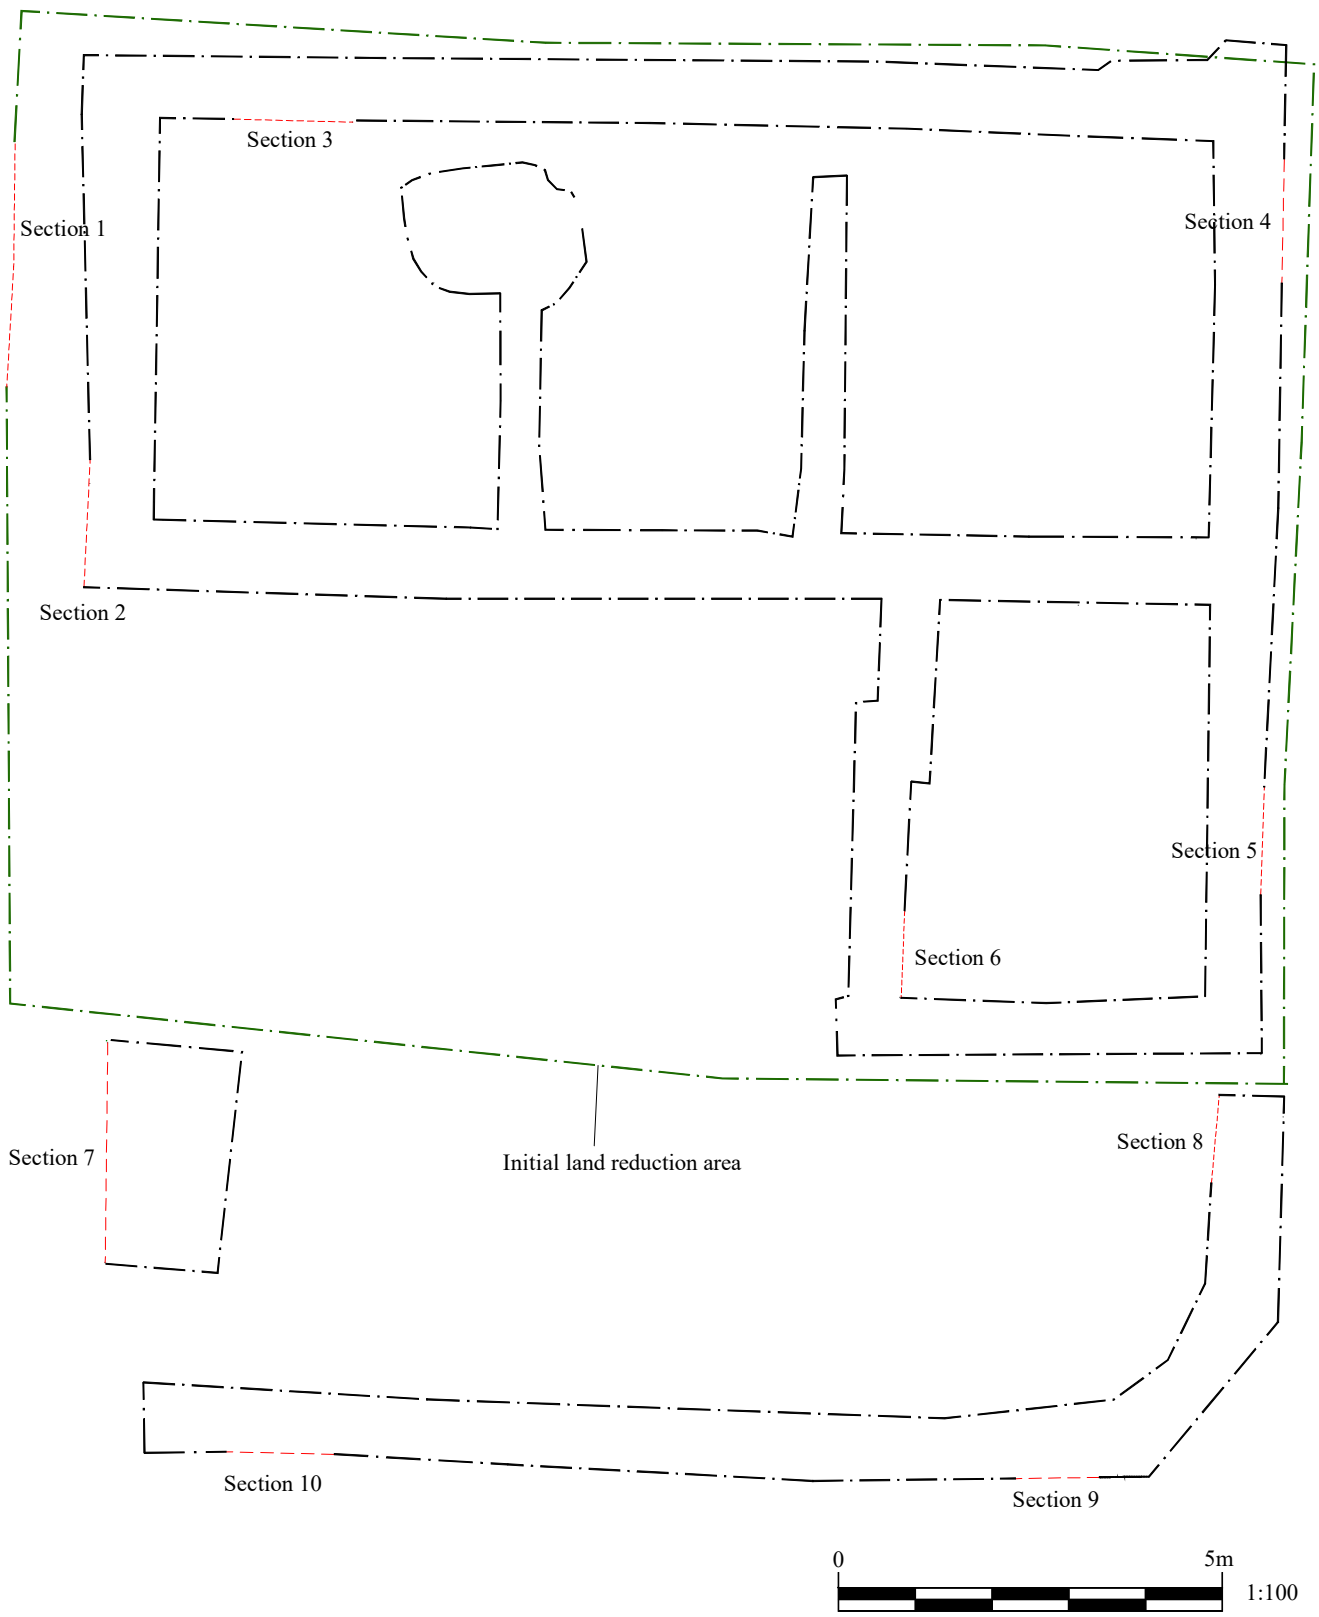 Section 3
Section 1
Section 4
Section 2
Section 5
Section 6
Section 7
Section 8
Initial land reduction area
Section 10
Section 9
0 5m
1:100